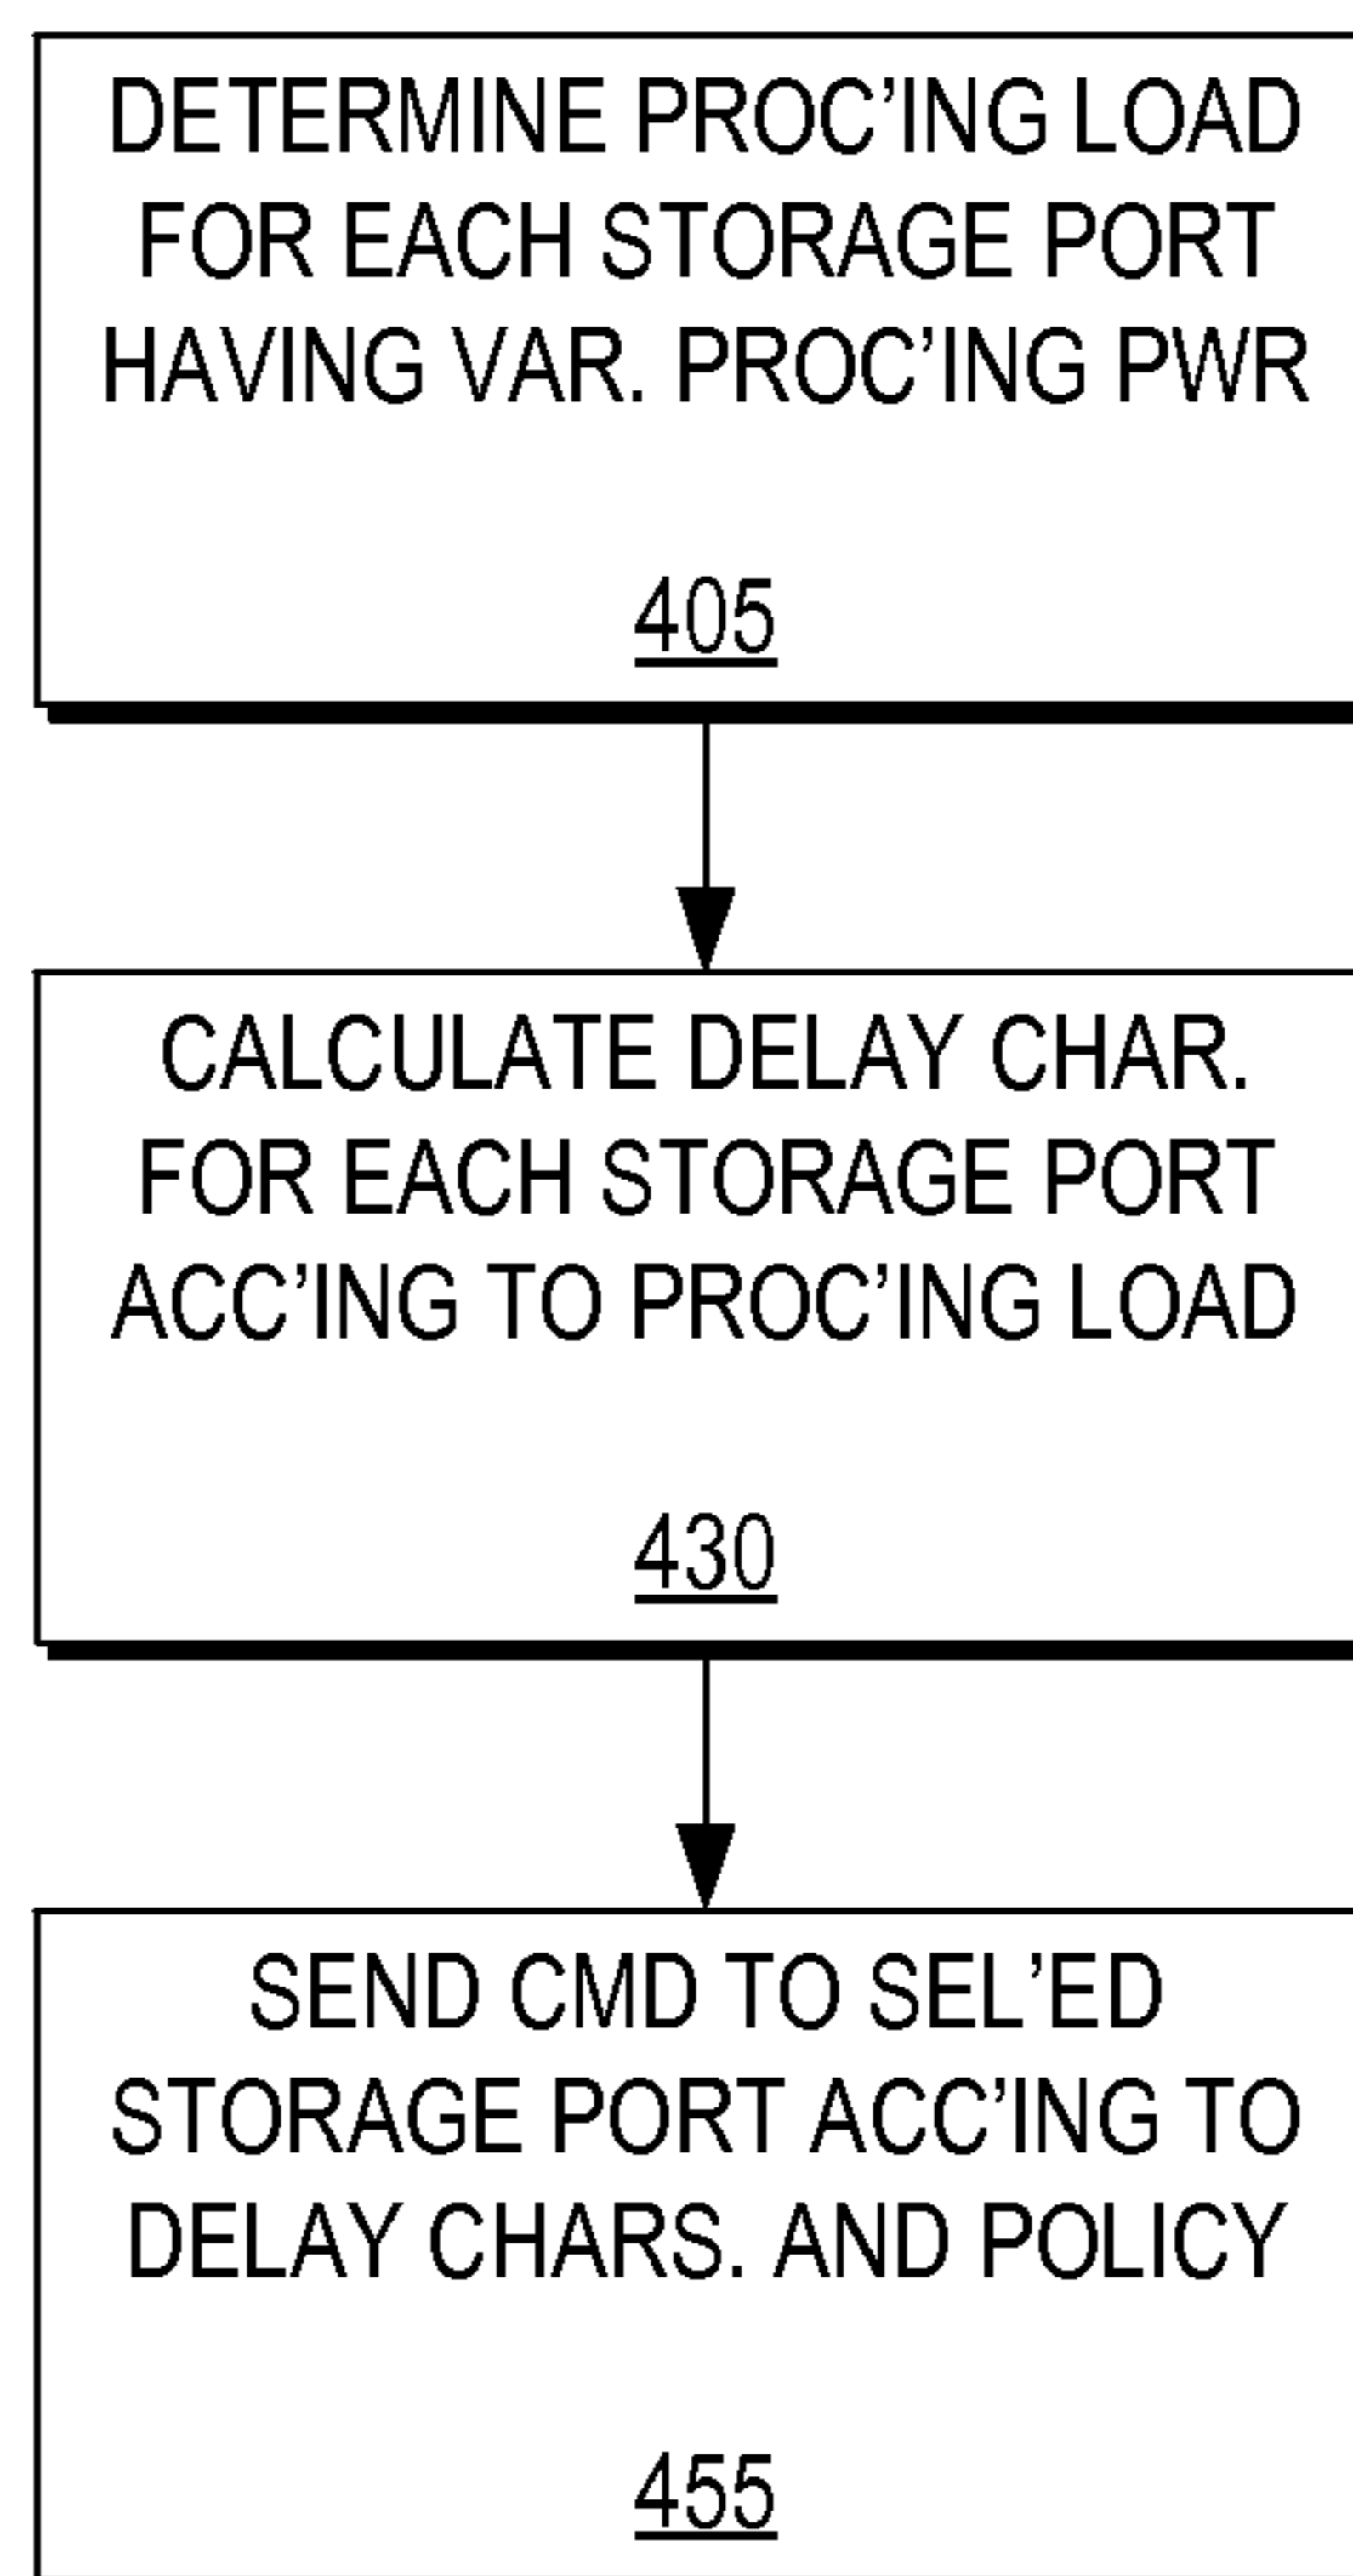 DETERMINE PROC’ING LOAD
FOR EACH STORAGE PORT
HAVING VAR. PROC’ING PWR
405
CALCULATE DELAY CHAR.
FOR EACH STORAGE PORT
ACC’ING TO PROC’ING LOAD
430
SEND CMD TO SEL’ED
STORAGE PORT ACC’ING TO
DELAY CHARS. AND POLICY
455